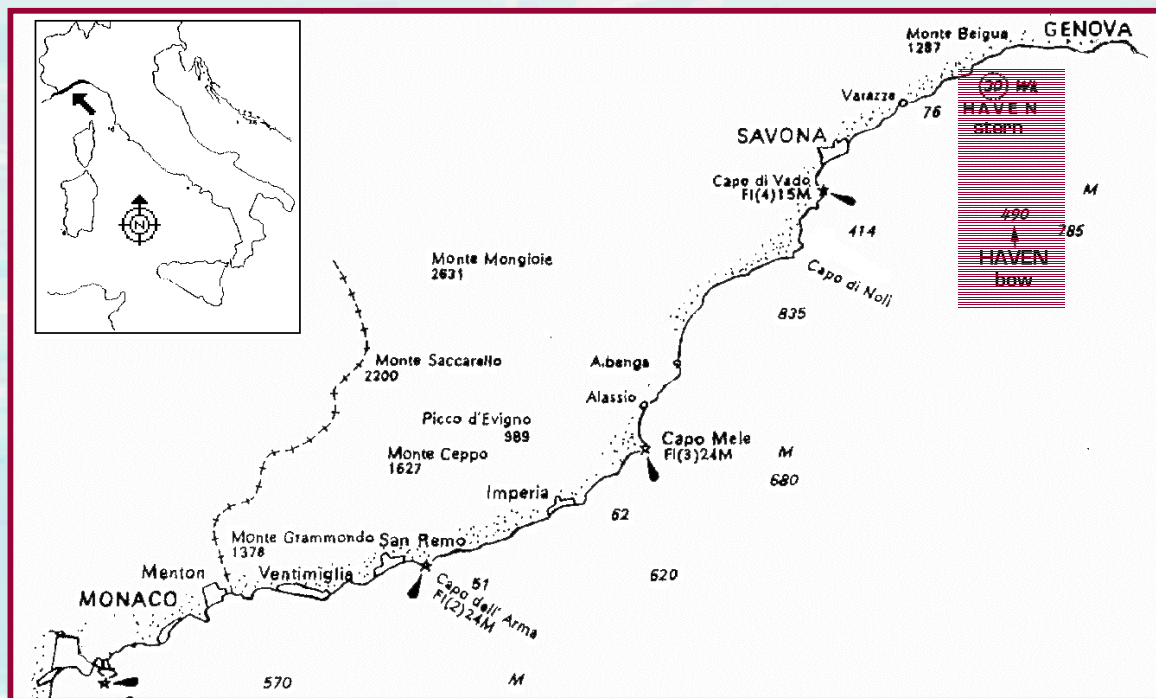 N
Monte Beigua
1287
GENOVA
Varazze
76
(30) Wk
HAVEN
stern
SAVONA
Capo di Vado
Fl(4)15M
M
490
785
414
HAVEN
bow
Capo di Noli
835
Monte Mongioie
2631
Monte Saccarello
2200
Albenga
Alassio
Picco d'Evigno
989
Monte Ceppo
1627
Capo Mele
Fl(3)24M
M
680
Imperia
62
620
Monte Grammondo
1378
San Remo
Menton
Ventimiglia
MONACO
51
Capo dell'Arma
Fl(2)24M
570
M